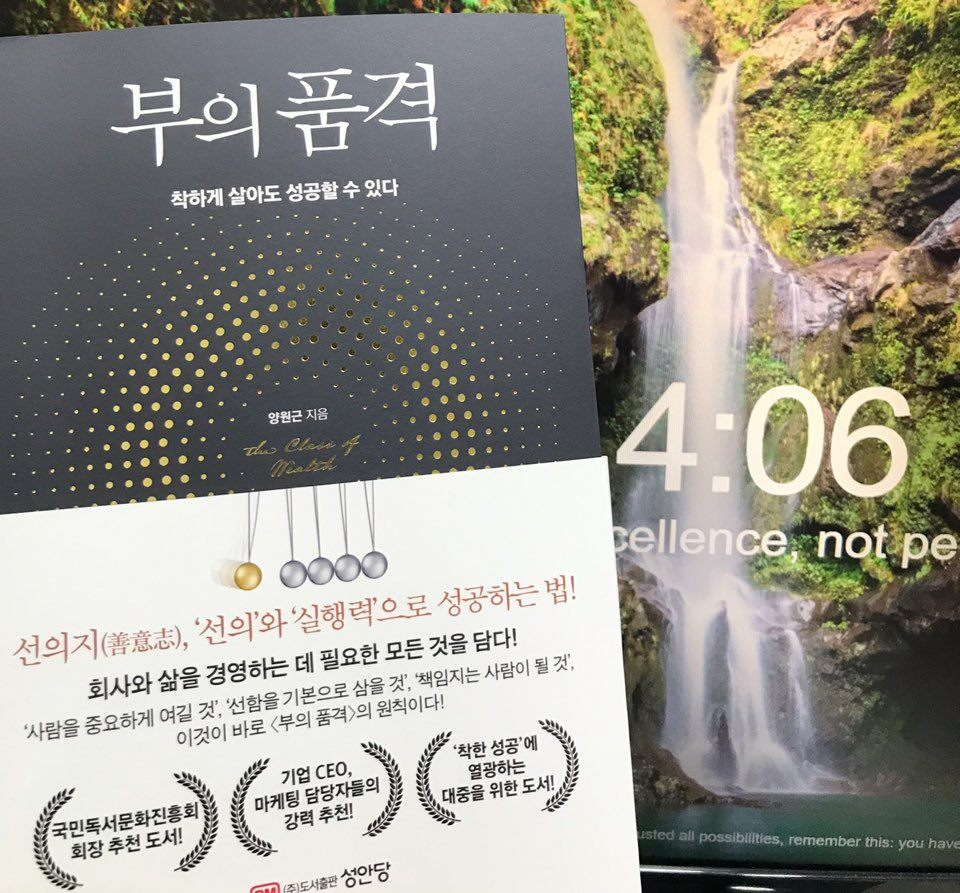 부의 품격
착하게 살아도 성공할 수 있다
양원근 지음
the Class of
선의지(善意志), ‘선의’와 ‘실행력’으로 성공하는 법!
회사와 삶을 경영하는 데 필요한 모든 것을 담다!
‘사람을 중요하게 여길 것’, ‘선함을 기본으로 삼을 것’, ‘책임지는 사람이 될 것’,
이것이 바로 <부의 품격>의 원칙이다!
국민독서문화진흥회
회장 추천 도서!
기업 CEO,
마케팅 담당자들의
강력 추천!
‘착한 성공’에
열광하는
대중을 위한 도서!
BM (주)도서출판 성안당
4:06
cellence, not pe
usted all possibilities, remember this: you have